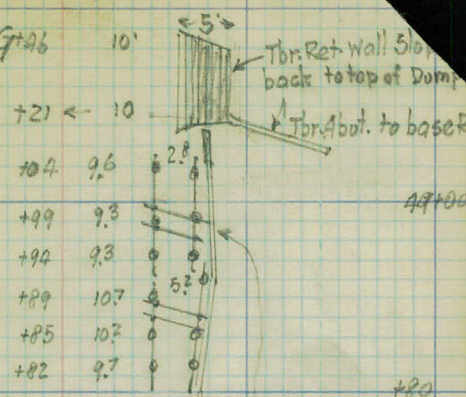 5'
+46 10'
Tbr. Ret. Wall Slop
back to top of Dump
+21 ← 10
Tbr. Abut. to base
+04 9.6 2.8
49+00
+99 9.3
+94 9.3
5.2
+89 10.7
+85 10.2
+82 9.7
+80